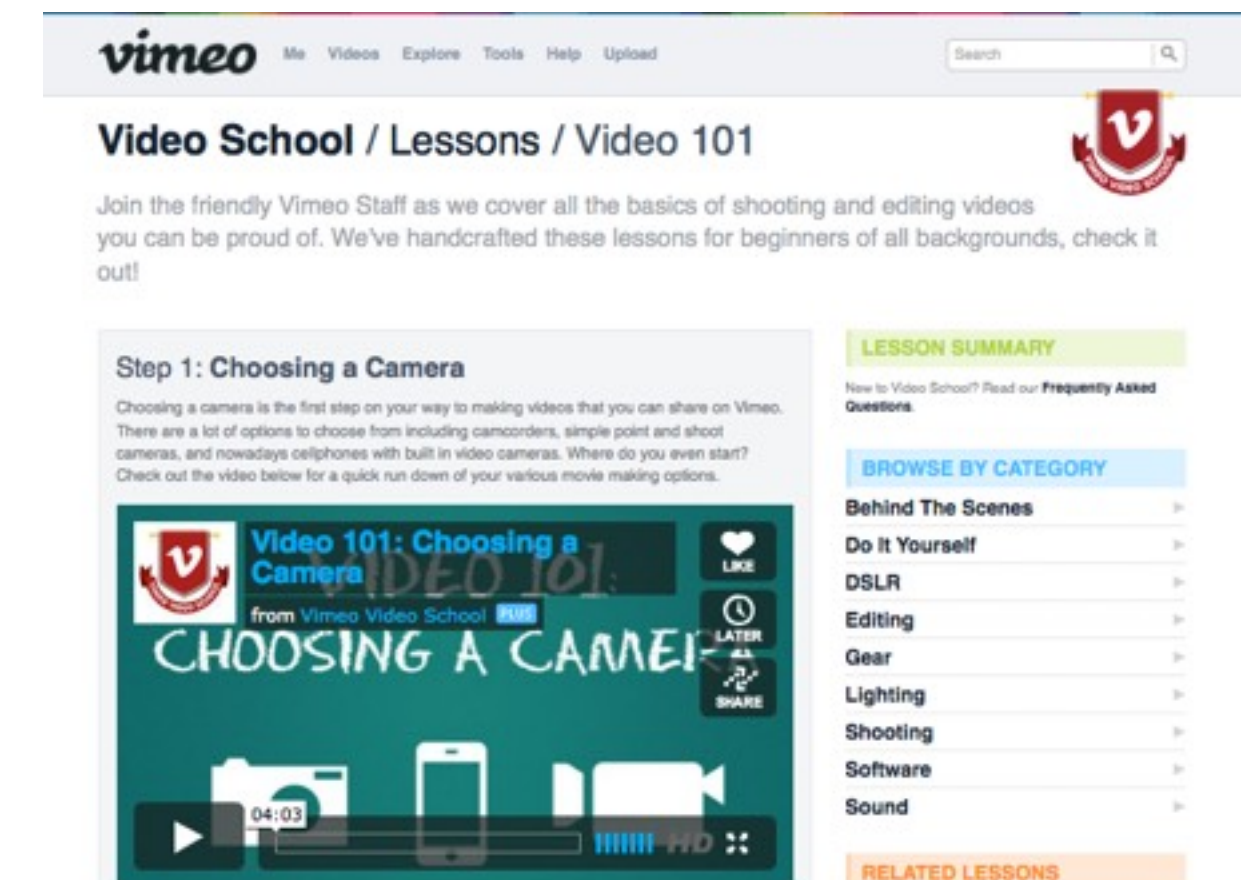 vimeo Me Videos Explore Tools Help Upload Search
Video School / Lessons / Video 101
VIMEO VIDEO SCHOOL
Join the friendly Vimeo Staff as we cover all the basics of shooting and editing videos
you can be proud of. We've handcrafted these lessons for beginners of all backgrounds, check it
out!
Step 1: Choosing a Camera
Choosing a camera is the first step on your way to making videos that you can share on Vimeo.
There are a lot of options to choose from including camcorders, simple point and shoot
cameras, and nowadays cellphones with built in video cameras. Where do you even start?
Check out the video below for a quick run down of your various movie making options.
Video 101: Choosing a
Camera
from Vimeo Video School PLUS
VIDEO 101:
CHOOSING A CAMERA
LIKE
LATER
SHARE
04:03
HD
LESSON SUMMARY
New to Video School? Read our Frequently Asked
Questions.
BROWSE BY CATEGORY
Behind The Scenes
Do It Yourself
DSLR
Editing
Gear
Lighting
Shooting
Software
Sound
RELATED LESSONS